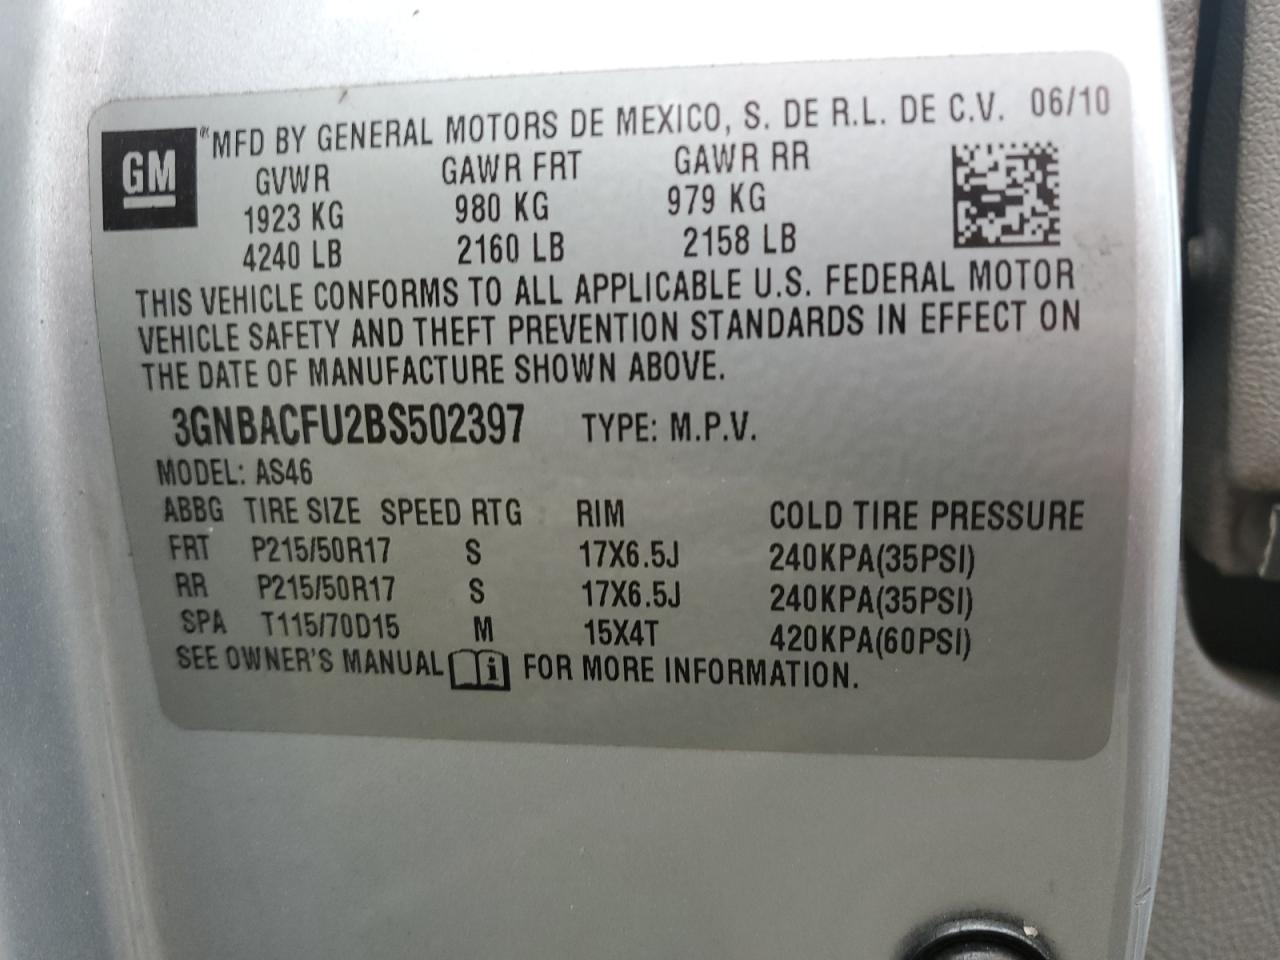 GM
MFD BY GENERAL MOTORS DE MEXICO, S. DE R.L. DE C.V. 06/10
GVWR GAWR FRT GAWR RR
1923 KG 980 KG 979 KG
4240 LB 2160 LB 2158 LB
THIS VEHICLE CONFORMS TO ALL APPLICABLE U.S. FEDERAL MOTOR
VEHICLE SAFETY AND THEFT PREVENTION STANDARDS IN EFFECT ON
THE DATE OF MANUFACTURE SHOWN ABOVE.
3GNBACFU2BS502397 TYPE: M.P.V.
MODEL: AS46
ABBG TIRE SIZE SPEED RTG RIM COLD TIRE PRESSURE
FRT P215/50R17 S 17X6.5J 240KPA(35PSI)
RR P215/50R17 S 17X6.5J 240KPA(35PSI)
SPA T115/70D15 M 15X4T 420KPA(60PSI)
SEE OWNER'S MANUAL FOR MORE INFORMATION.